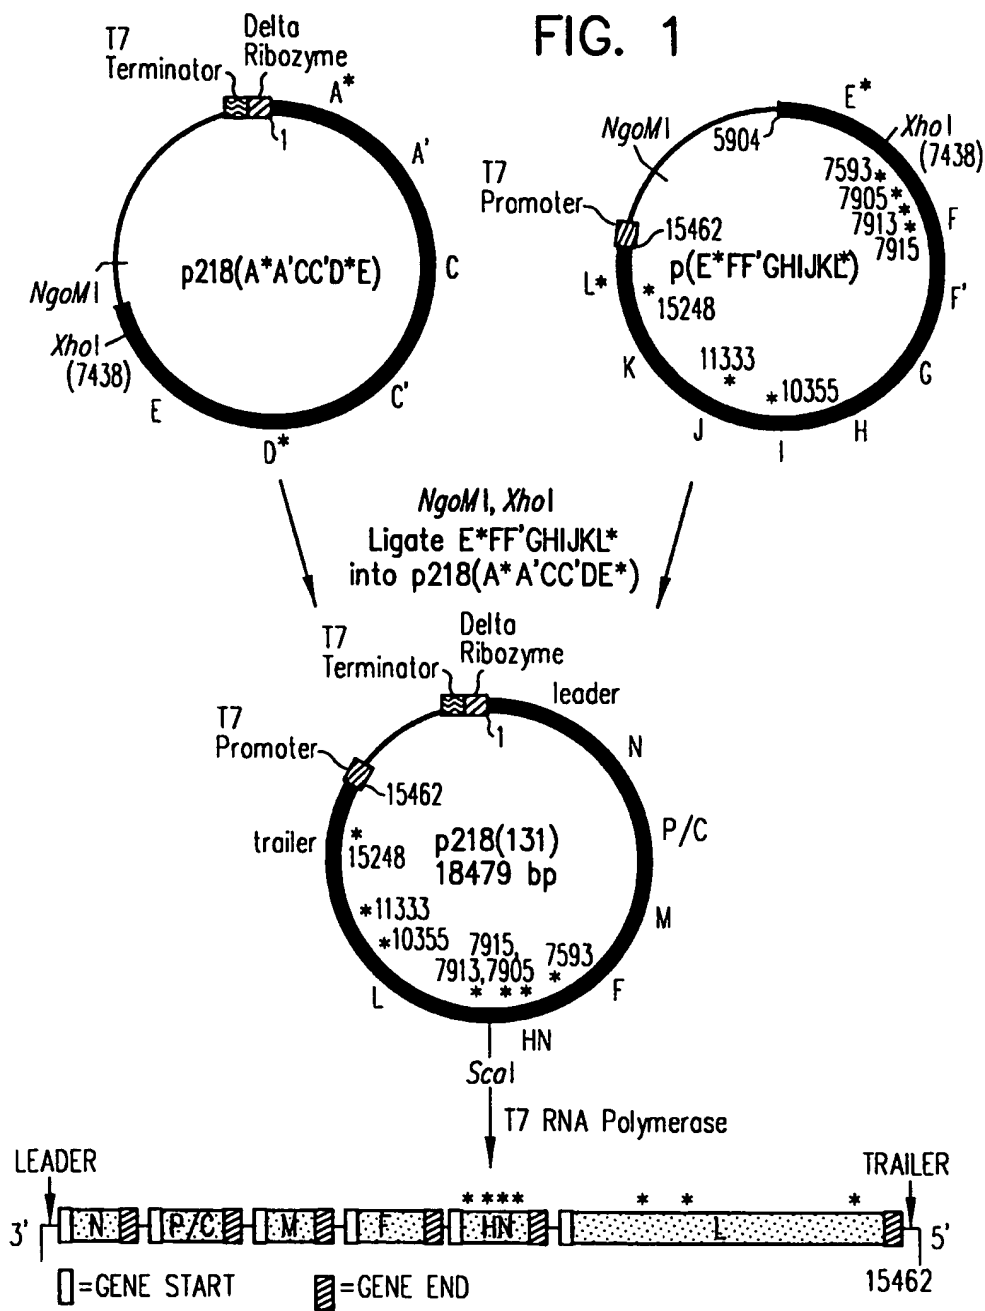 FIG. 1
T7
Terminator
Delta
Ribozyme
1
A*
A'
C
C'
D*
E
NgoMI
XhoI
(7438)
p218(A*A'CC'D*E)
E*
XhoI
(7438)
NgoMI
5904
T7
Promoter
15462
7593 *
7905 *
7913 *
7915 *
F
F'
G
H
I
J
K
L*
p(E*FF'GHIJKL*)
* 15248
11333 *
* 10355
NgoMI, XhoI
Ligate E*FF'GHIJKL*
into p218(A*A'CC'DE*)
T7
Terminator
Delta
Ribozyme
1
leader
N
P/C
M
F
HN
L
trailer
T7
Promoter
15462
p218(131)
18479 bp
* 15248
*11333
*10355
7915,
7913,7905
* * *
7593
*
ScaI
T7 RNA Polymerase
LEADER
TRAILER
* * * * * * *
3' N P/C M F HN L 5'
15462
=GENE START
=GENE END